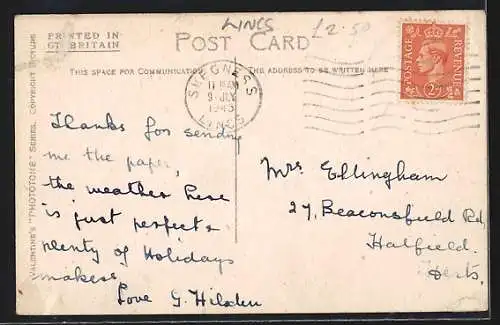 LINCS £2.50
PRINTED IN
GT BRITAIN
POST CARD
THIS SPACE FOR COMMUNICATION
THE ADDRESS TO BE WRITTEN HERE
POSTAGE
REVENUE
SKEGNESS
LINCS
VALENTINE'S "PHOTOTONE" SERIES. COPYRIGHT PICTURE
Thanks for sending
me the paper,
the weather here
is just perfect &
plenty of Holidays
makers.
Love G. Hilden
Mrs Ellingham
27, Beaconsfield Rd,
Hatfield.
Herts.